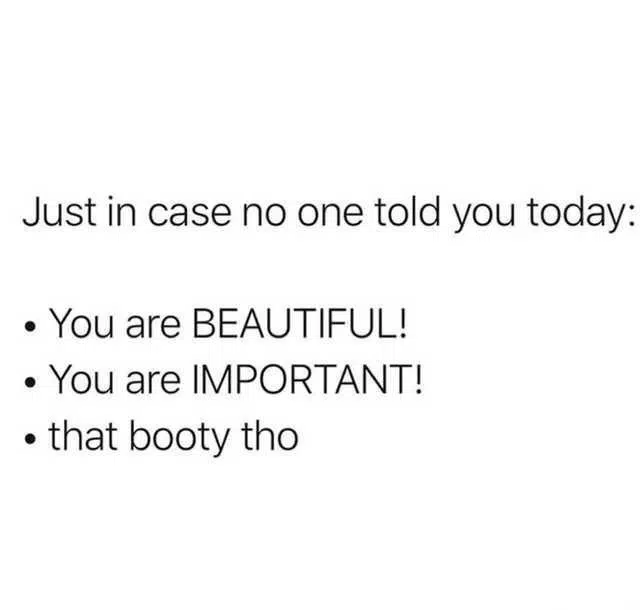 Just in case no one told you today:
• You are BEAUTIFUL!
• You are IMPORTANT!
• that booty tho